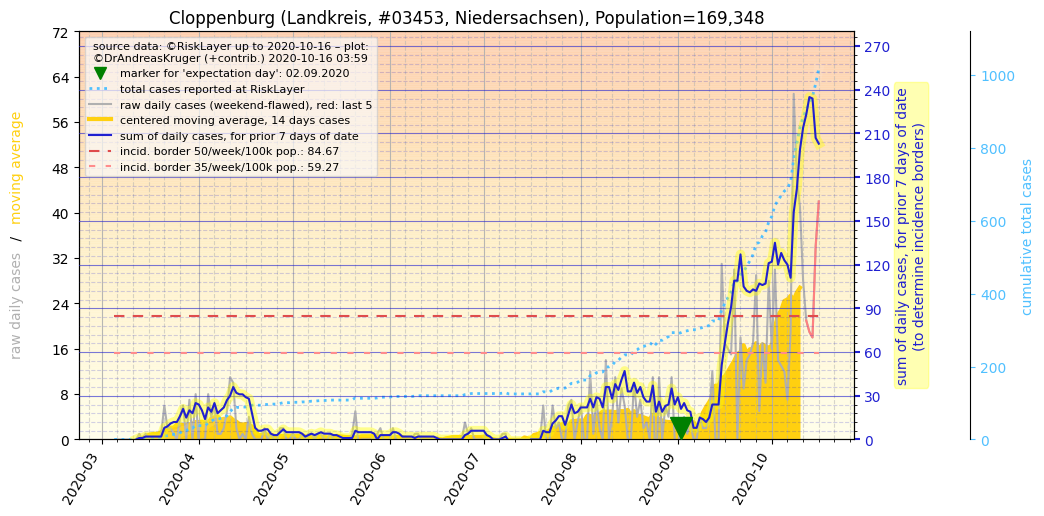 Cloppenburg (Landkreis, #03453, Niedersachsen), Population=169,348
source data: ©RiskLayer up to 2020-10-16 – plot:
©DrAndreasKruger (+contrib.) 2020-10-16 03:59
marker for 'expectation day': 02.09.2020
total cases reported at RiskLayer
raw daily cases (weekend-flawed), red: last 5
centered moving average, 14 days cases
sum of daily cases, for prior 7 days of date
incid. border 50/week/100k pop.: 84.67
incid. border 35/week/100k pop.: 59.27
raw daily cases / moving average
72
64
56
48
40
32
24
16
8
0
2020-03
2020-04
2020-05
2020-06
2020-07
2020-08
2020-09
2020-10
270
240
210
180
150
120
90
60
30
0
sum of daily cases, for prior 7 days of date
(to determine incidence borders)
1000
800
600
400
200
0
cumulative total cases